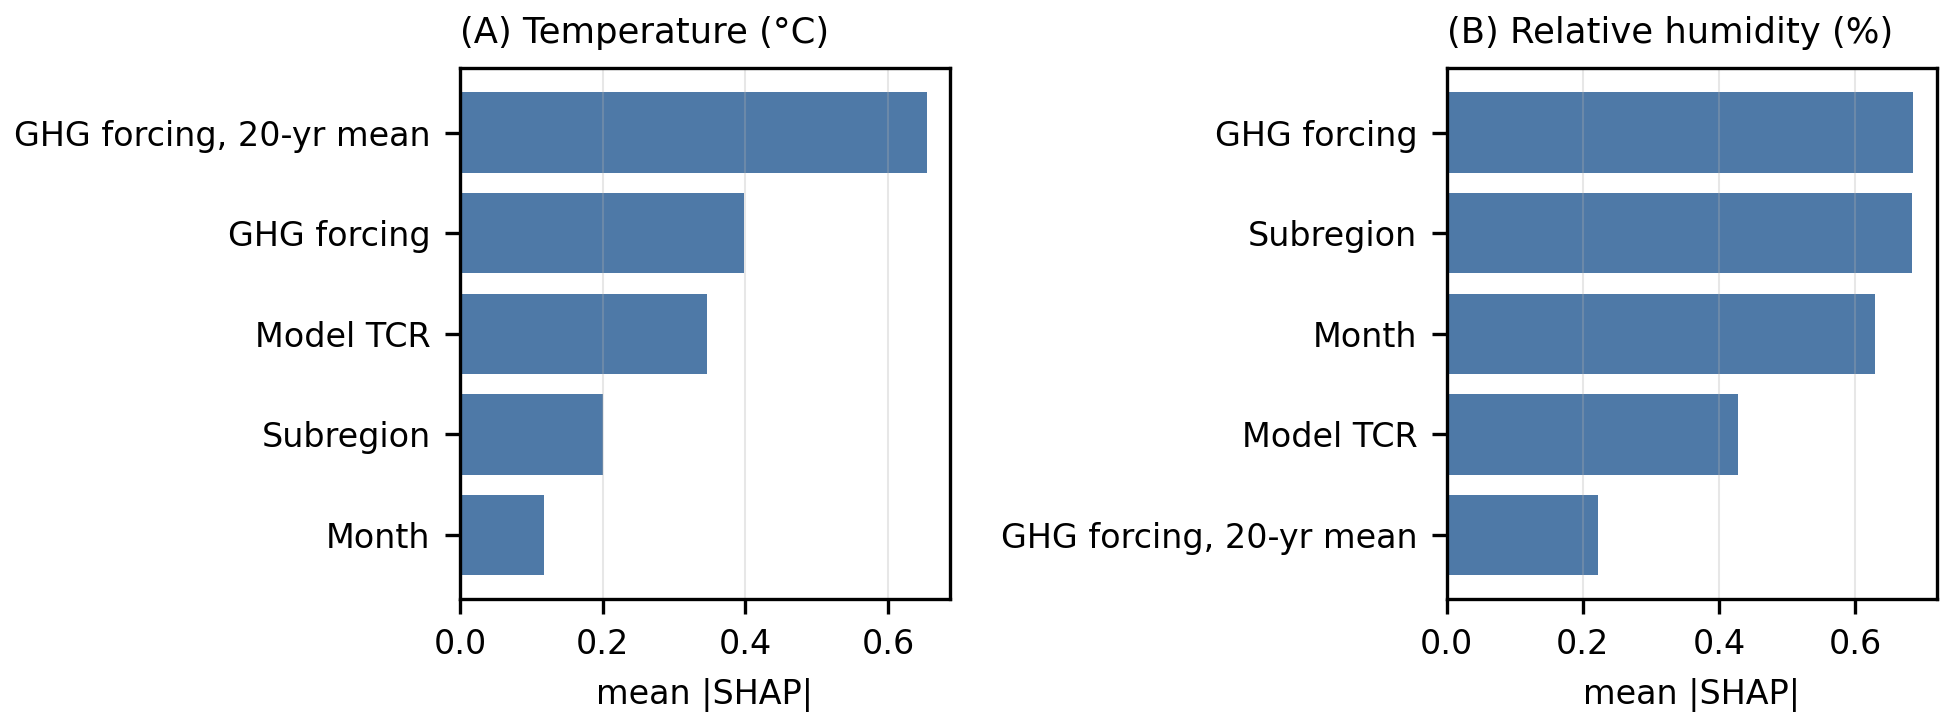 (A) Temperature (°C)
GHG forcing, 20-yr mean
GHG forcing
Model TCR
Subregion
Month
0.0 0.2 0.4 0.6
mean |SHAP|
(B) Relative humidity (%)
GHG forcing
Subregion
Month
Model TCR
GHG forcing, 20-yr mean
0.0 0.2 0.4 0.6
mean |SHAP|